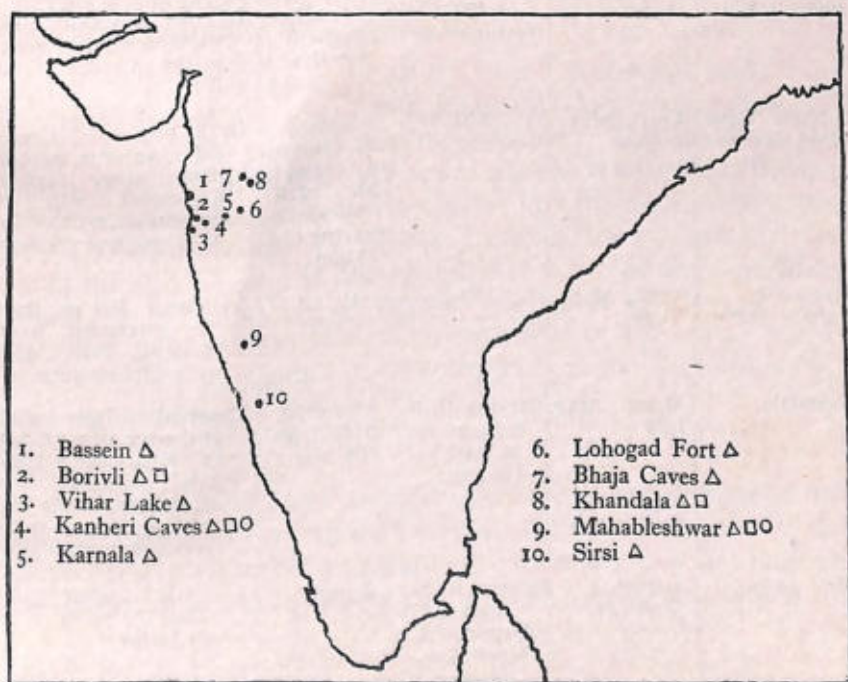 1 7 8
2 5 6
3 4
9
10
1. Bassein △
2. Borivli △ □
3. Vihar Lake △
4. Kanheri Caves △ □ ○
5. Karnala △
6. Lohogad Fort △
7. Bhaja Caves △
8. Khandala △ □
9. Mahableshwar △ □ ○
10. Sirsi △